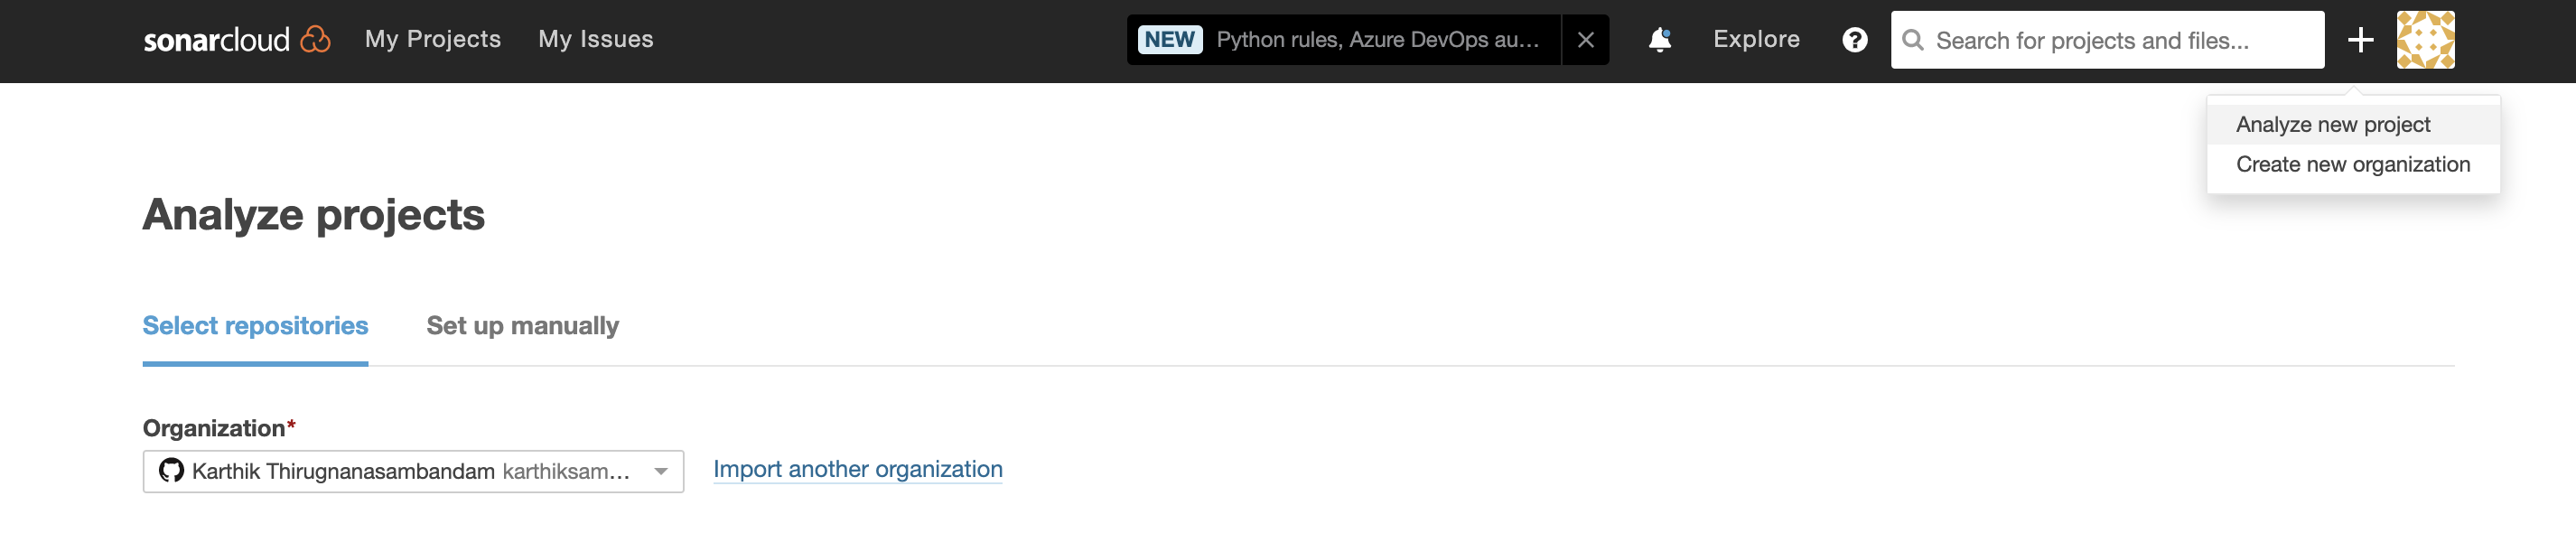 sonarcloud My Projects My Issues NEW Python rules, Azure DevOps au... Explore ? Search for projects and files...
Analyze new project
Create new organization
Analyze projects
Select repositories Set up manually
Organization*
Karthik Thirugnanasambandam karthiksam... Import another organization